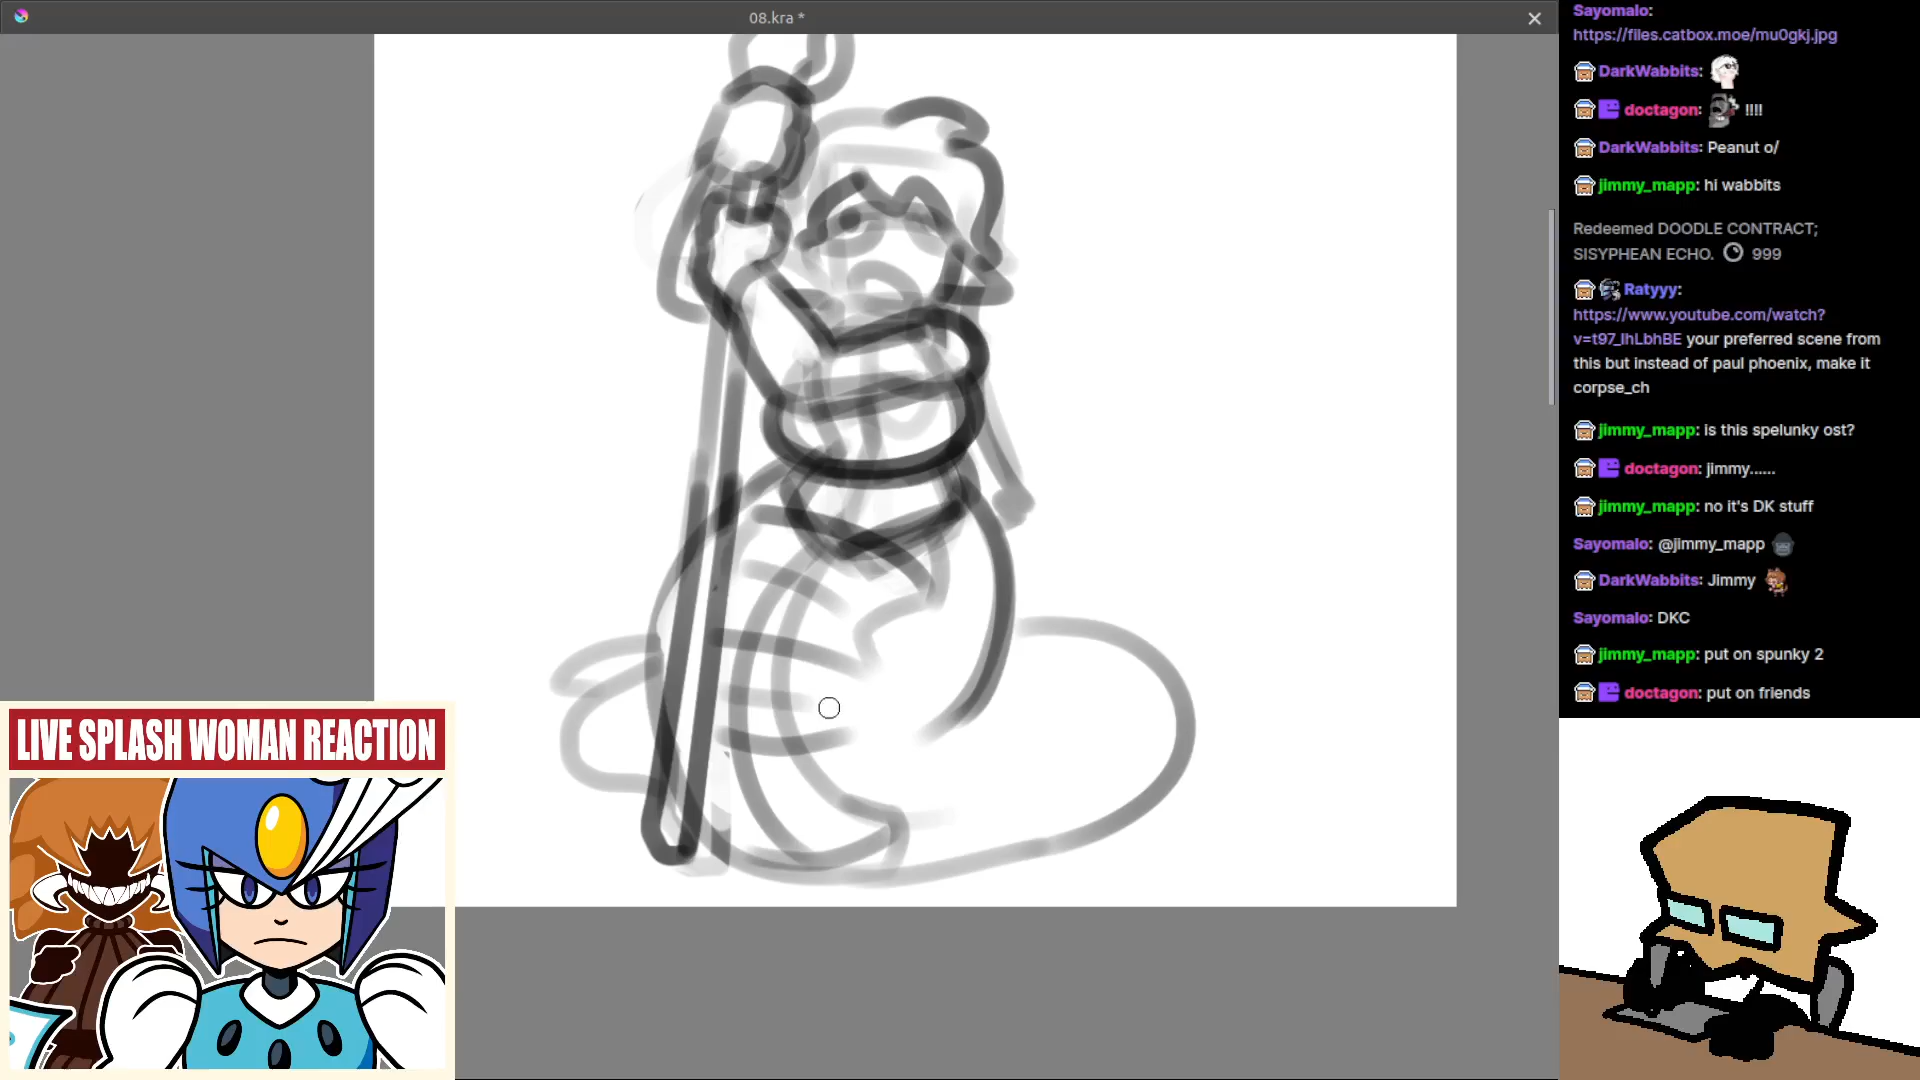 08.kra *
Sayomalo:
https://files.catbox.moe/mu0gkj.jpg
DarkWabbits:
doctagon: !!!!
DarkWabbits: Peanut o/
jimmy_mapp: hi wabbits
Redeemed DOODLE CONTRACT;
SISYPHEAN ECHO. 999
Ratyyy:
https://www.youtube.com/watch?
v=t97_lhLbhBE your preferred scene from
this but instead of paul phoenix, make it
corpse_ch
jimmy_mapp: is this spelunky ost?
doctagon: jimmy......
jimmy_mapp: no it's DK stuff
Sayomalo: @jimmy_mapp
DarkWabbits: Jimmy
Sayomalo: DKC
jimmy_mapp: put on spunky 2
doctagon: put on friends
LIVE SPLASH WOMAN REACTION